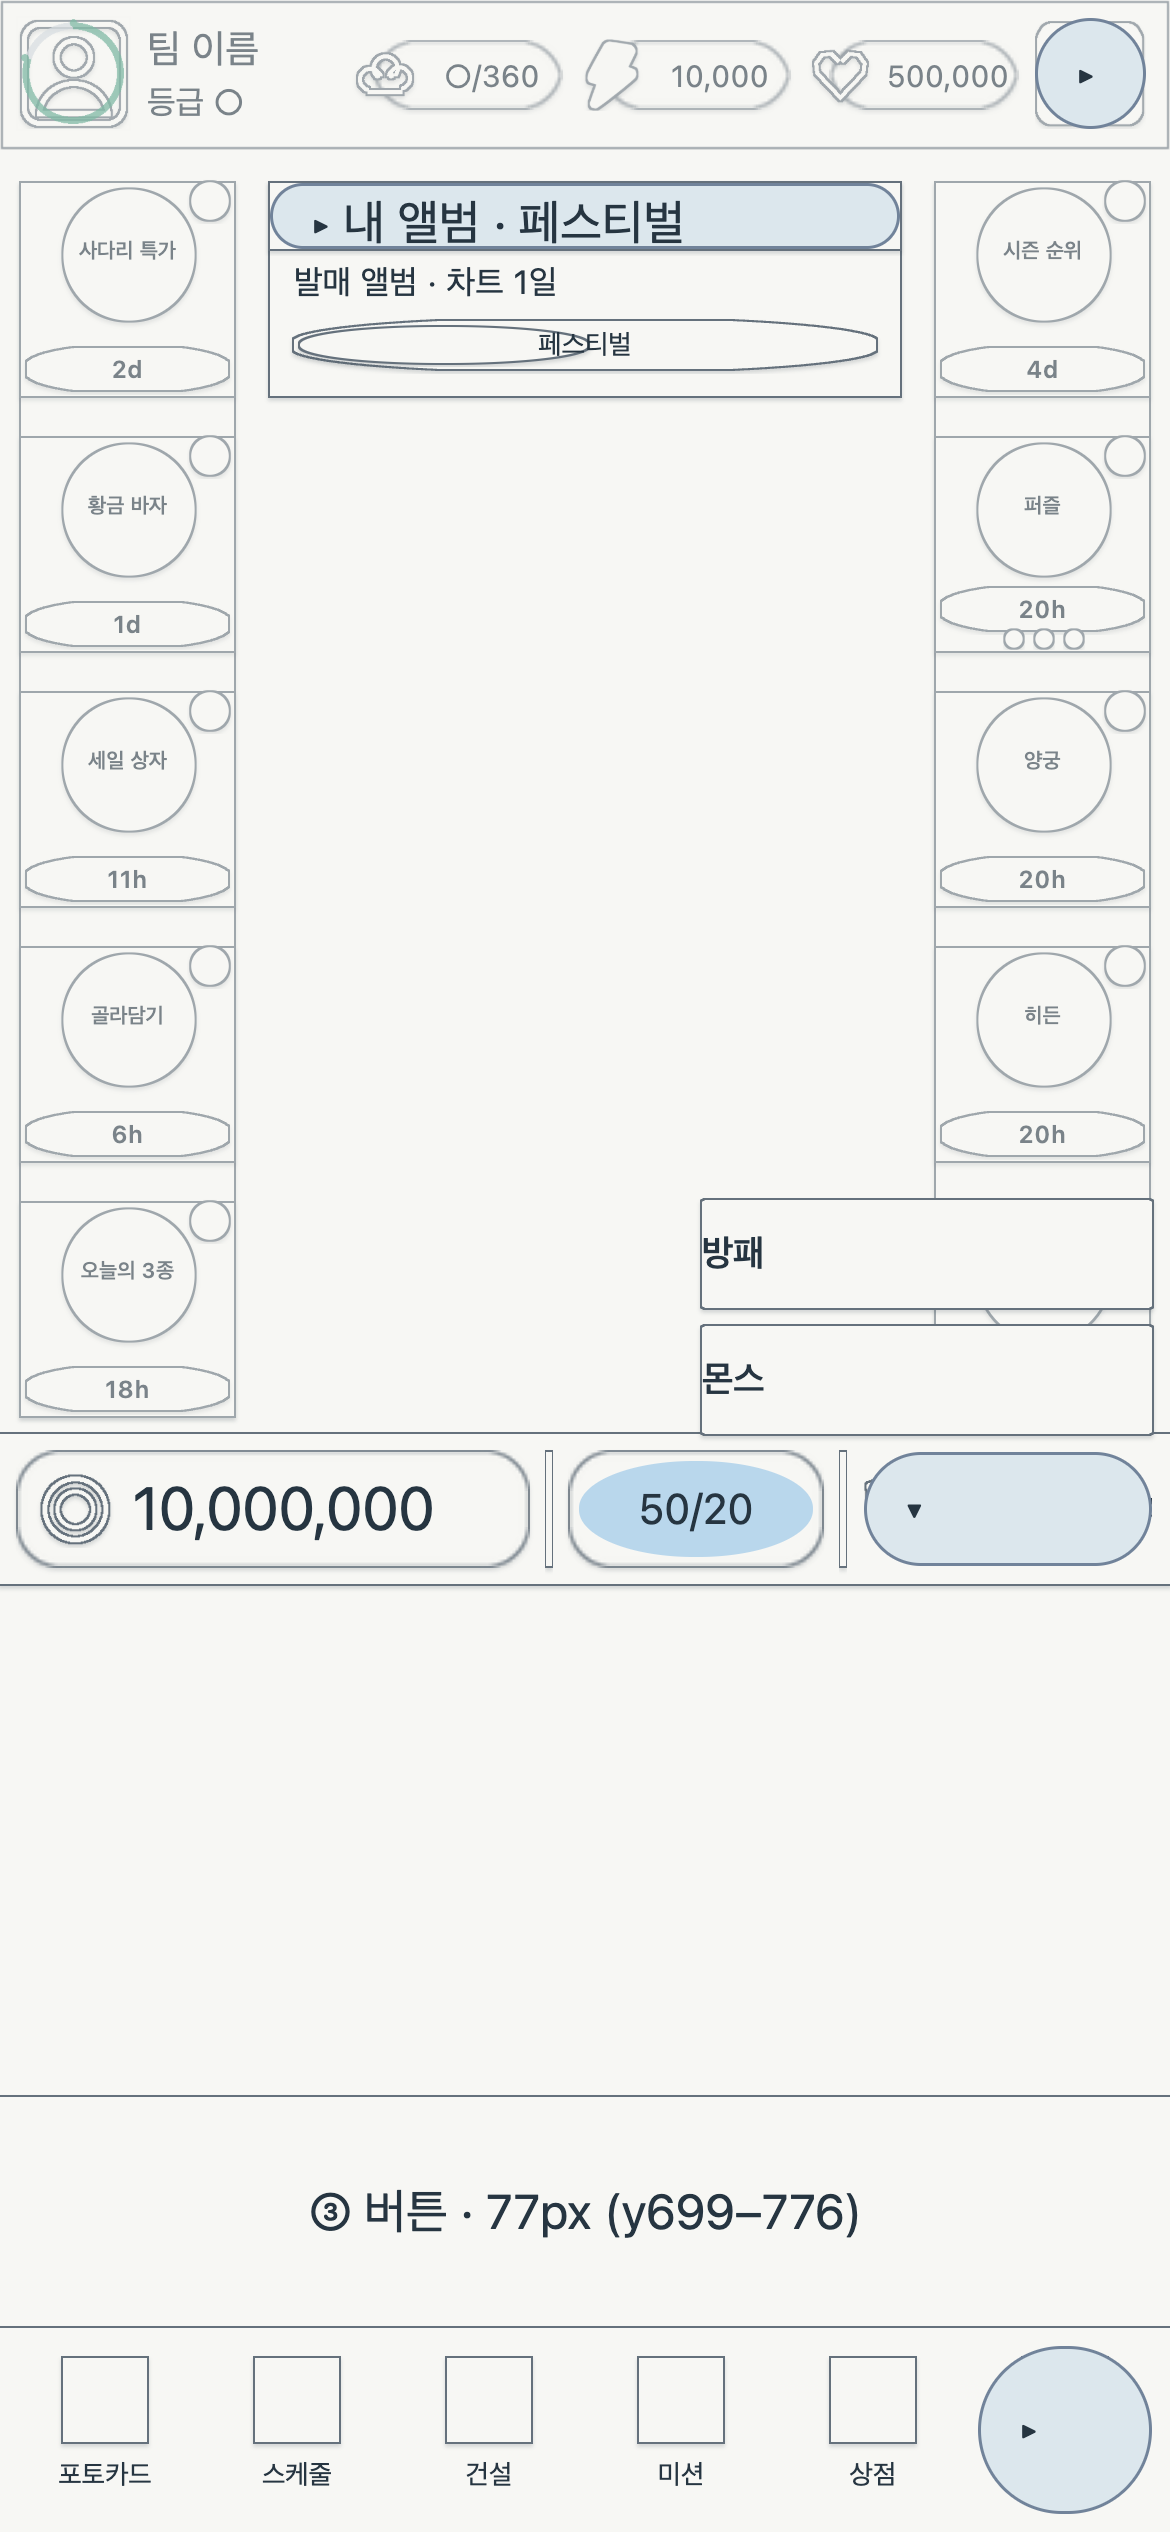 팀 이름
등급 ○
○/360
10,000
500,000
▸
사다리 특가
2d
황금 바자
1d
세일 상자
11h
골라담기
6h
오늘의 3종
18h
▸ 내 앨범 · 페스티벌
발매 앨범 · 차트 1일
페스티벌
시즌 순위
4d
퍼즐
20h
양궁
20h
히든
20h
방패
몬스
10,000,000
50/20
▾
③ 버튼 · 77px (y699–776)
포토카드
스케줄
건설
미션
상점
▸